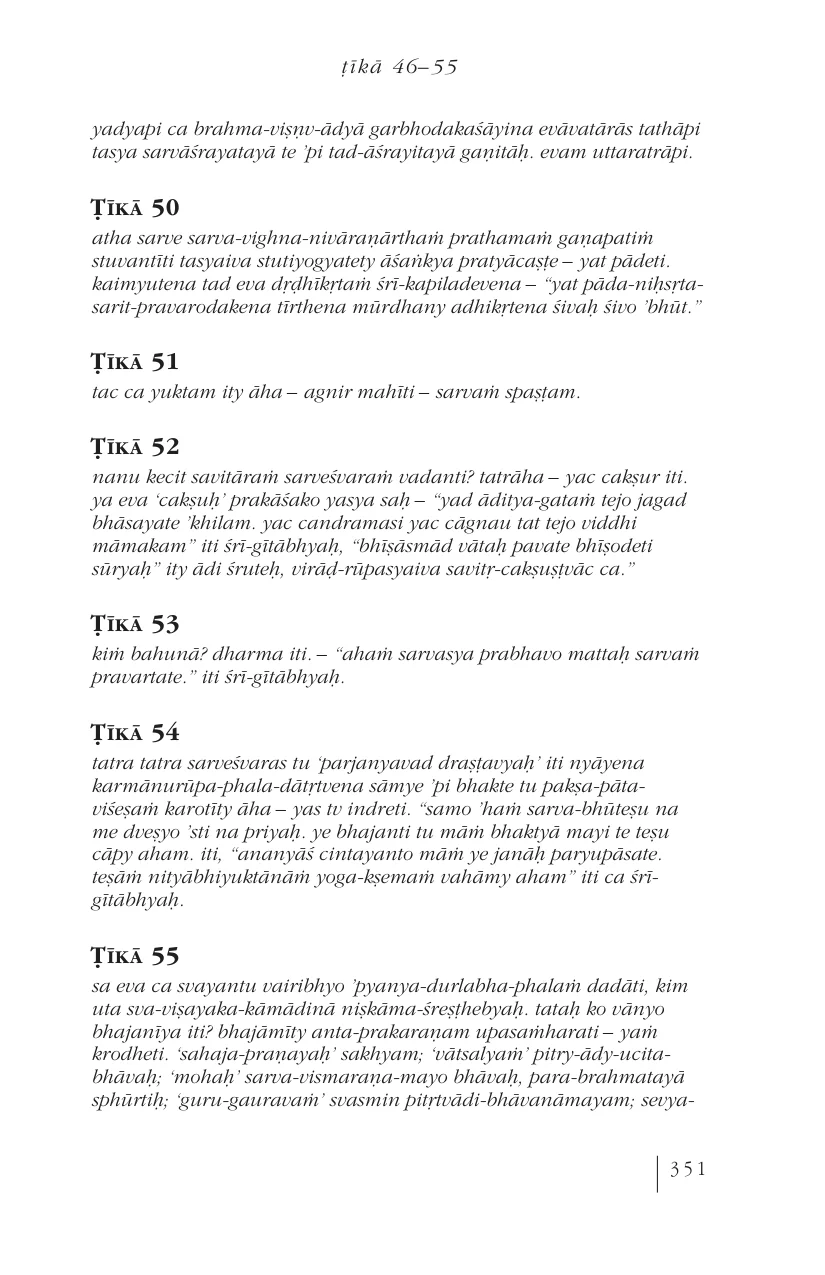 ṭīkā 46–55
yadyapi ca brahma-viṣṇv-ādyā garbhodakaśāyina evāvatārās tathāpi
tasya sarvāśrayatayā te ’pi tad-āśrayitayā gaṇitāḥ. evam uttaratrāpi.
Ṭīkā 50
atha sarve sarva-vighna-nivāraṇārthaṁ prathamaṁ gaṇapatiṁ
stuvantīti tasyaiva stutiyogyatety āśaṅkya pratyācaṣṭe – yat pādeti.
kaimyutena tad eva dṛḍhīkṛtaṁ śrī-kapiladevena – “yat pāda-niḥsṛta-
sarit-pravarodakena tīrthena mūrdhany adhikṛtena śivaḥ śivo ’bhūt.”
Ṭīkā 51
tac ca yuktam ity āha – agnir mahīti – sarvaṁ spaṣṭam.
Ṭīkā 52
nanu kecit savitāraṁ sarveśvaraṁ vadanti? tatrāha – yac cakṣur iti.
ya eva ‘cakṣuḥ’ prakāśako yasya saḥ – “yad āditya-gataṁ tejo jagad
bhāsayate ’khilam. yac candramasi yac cāgnau tat tejo viddhi
māmakam” iti śrī-gītābhyaḥ, “bhīṣāsmād vātaḥ pavate bhīṣodeti
sūryaḥ” ity ādi śruteḥ, virāḍ-rūpasyaiva savitṛ-cakṣuṣṭvāc ca.”
Ṭīkā 53
kiṁ bahunā? dharma iti. – “ahaṁ sarvasya prabhavo mattaḥ sarvaṁ
pravartate.” iti śrī-gītābhyaḥ.
Ṭīkā 54
tatra tatra sarveśvaras tu ‘parjanyavad draṣṭavyaḥ’ iti nyāyena
karmānurūpa-phala-dātṛtvena sāmye ’pi bhakte tu pakṣa-pāta-
viśeṣaṁ karotīty āha – yas tv indreti. “samo ’haṁ sarva-bhūteṣu na
me dveṣyo ’sti na priyaḥ. ye bhajanti tu māṁ bhaktyā mayi te teṣu
cāpy aham. iti, “ananyāś cintayanto māṁ ye janāḥ paryupāsate.
teṣāṁ nityābhiyuktānāṁ yoga-kṣemaṁ vahāmy aham” iti ca śrī-
gītābhyaḥ.
Ṭīkā 55
sa eva ca svayantu vairibhyo ’pyanya-durlabha-phalaṁ dadāti, kim
uta sva-viṣayaka-kāmādinā niṣkāma-śreṣṭhebyaḥ. tataḥ ko vānyo
bhajanīya iti? bhajāmīty anta-prakaraṇam upasaṁharati – yaṁ
krodheti. ‘sahaja-praṇayaḥ’ sakhyam; ‘vātsalyaṁ’ pitry-ādy-ucita-
bhāvaḥ; ‘mohaḥ’ sarva-vismaraṇa-mayo bhāvaḥ, para-brahmatayā
sphūrtiḥ; ‘guru-gauravaṁ’ svasmin pitṛtvādi-bhāvanāmayam; sevya-
351